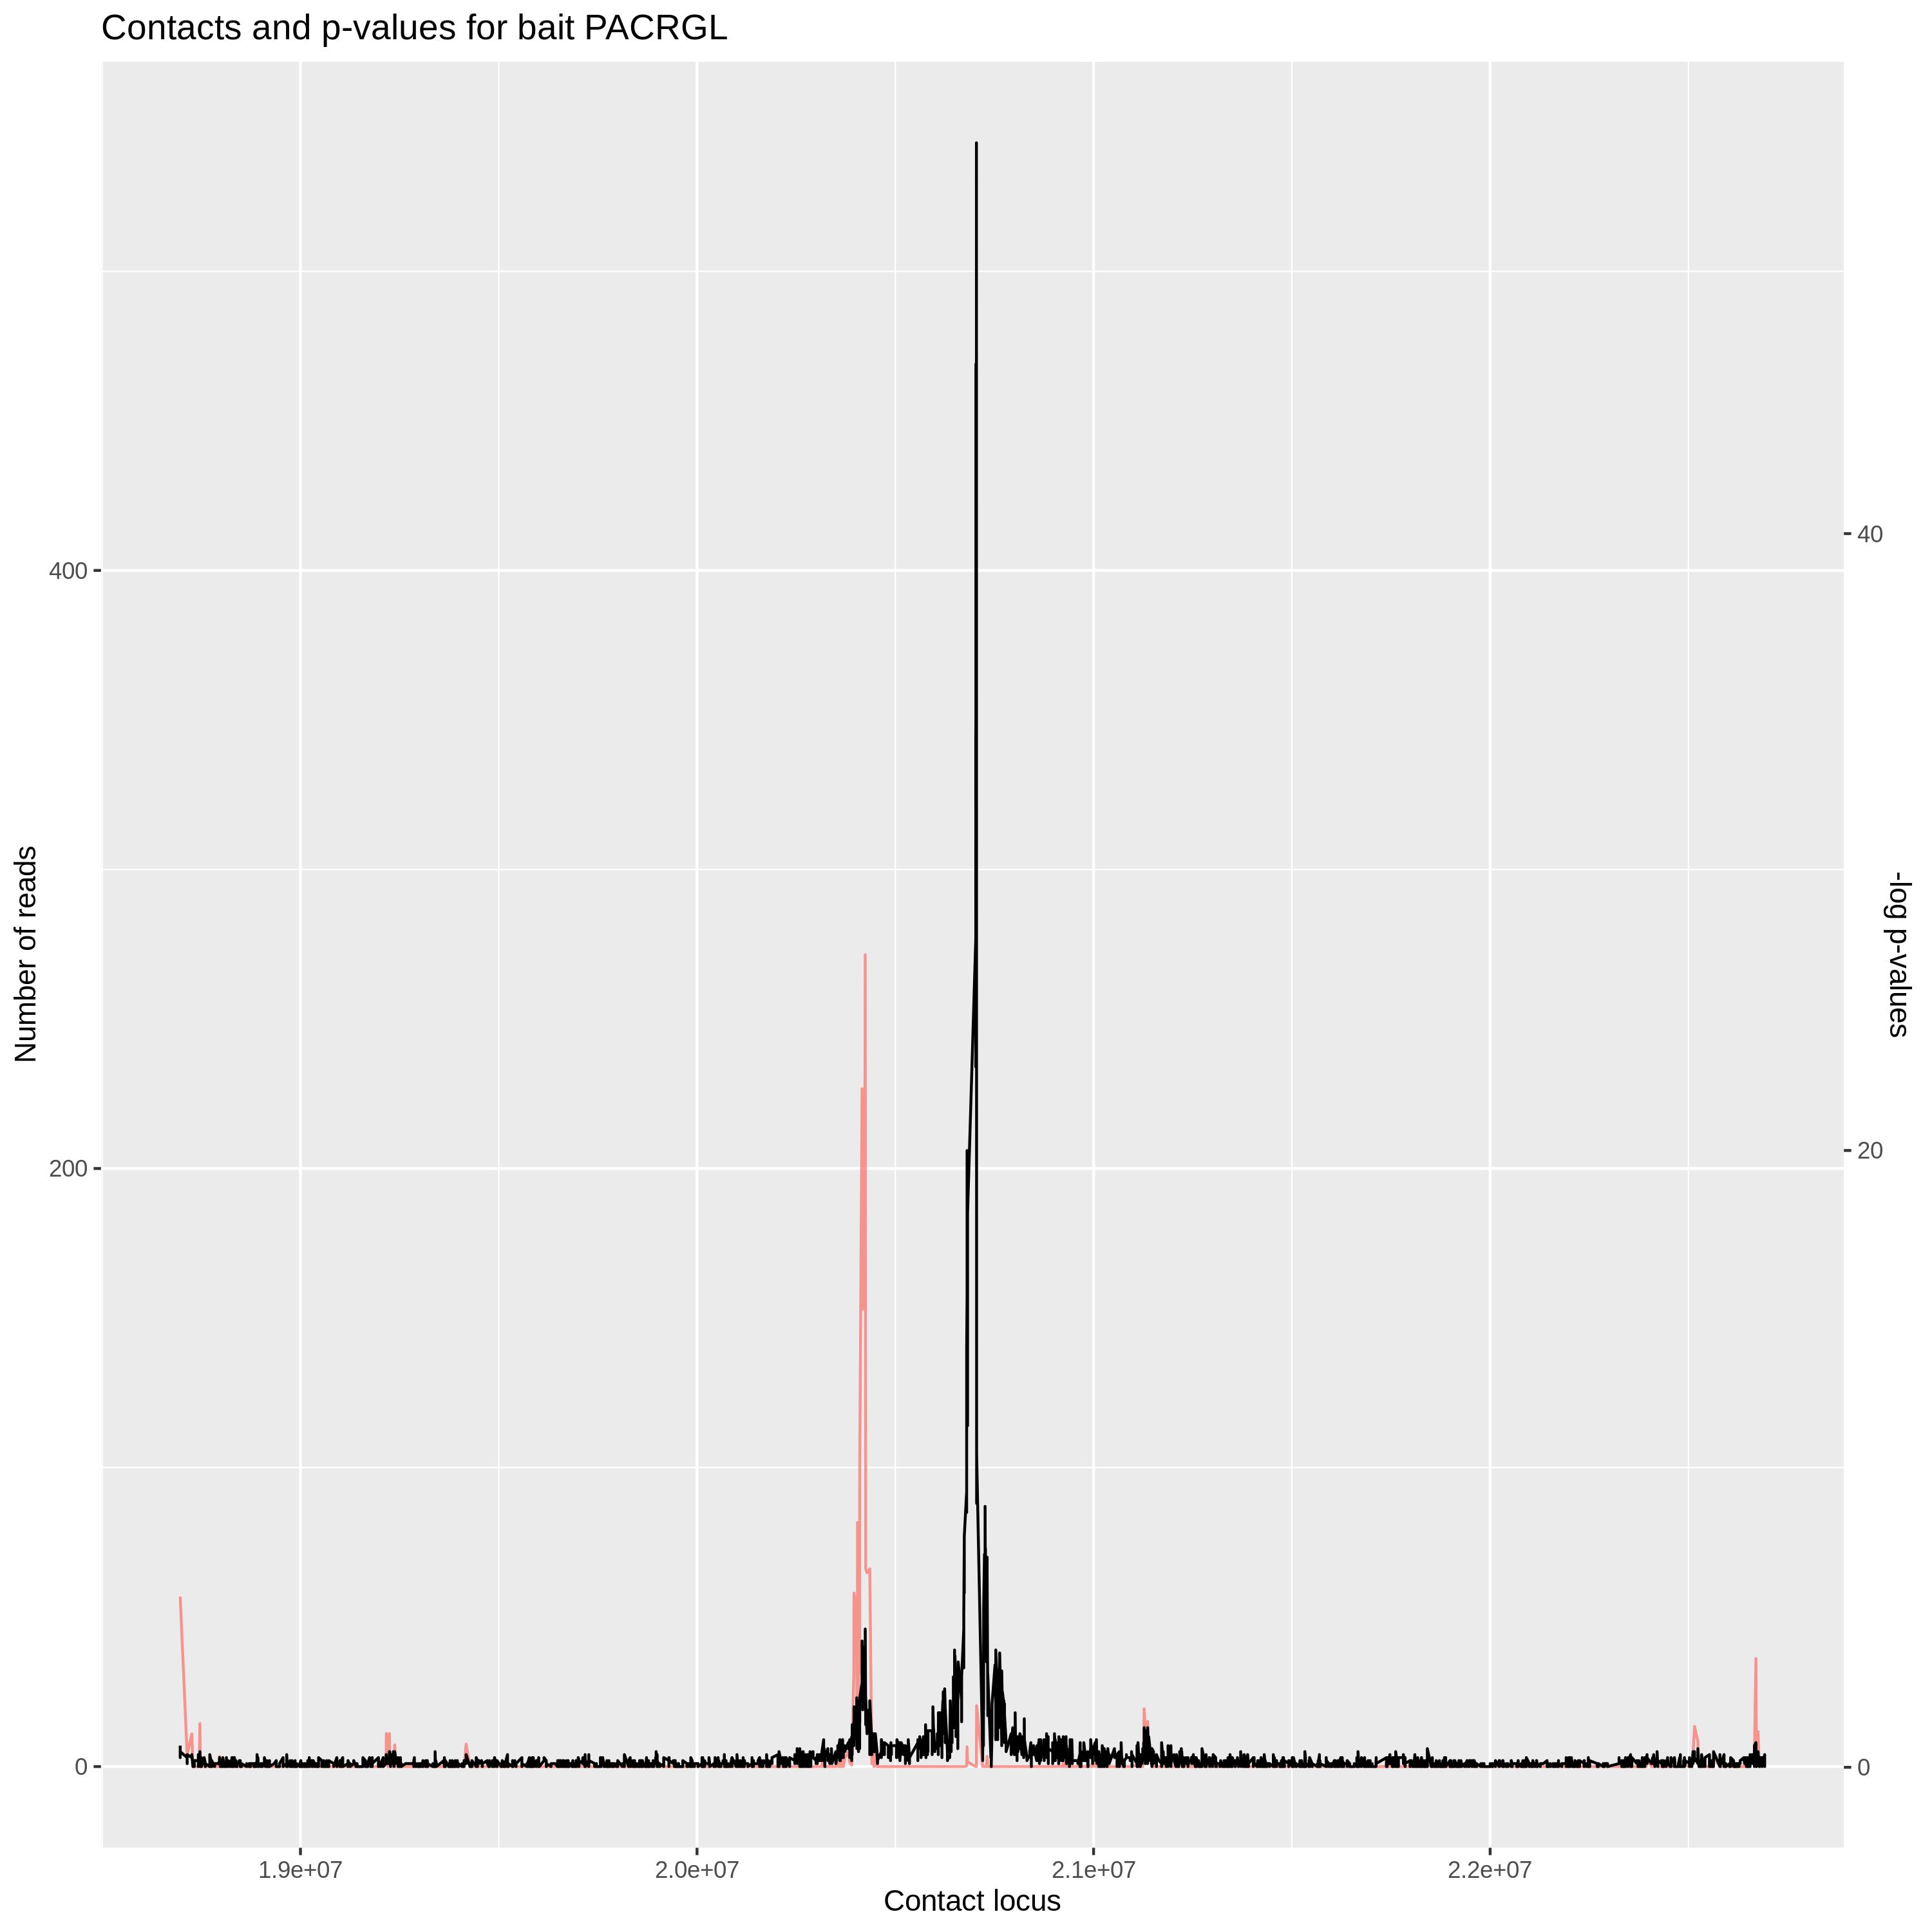 Contacts and p-values for bait PACRGL
Number of reads
400
200
0
40
20
0
-log p-values
1.9e+07
2.0e+07
2.1e+07
2.2e+07
Contact locus